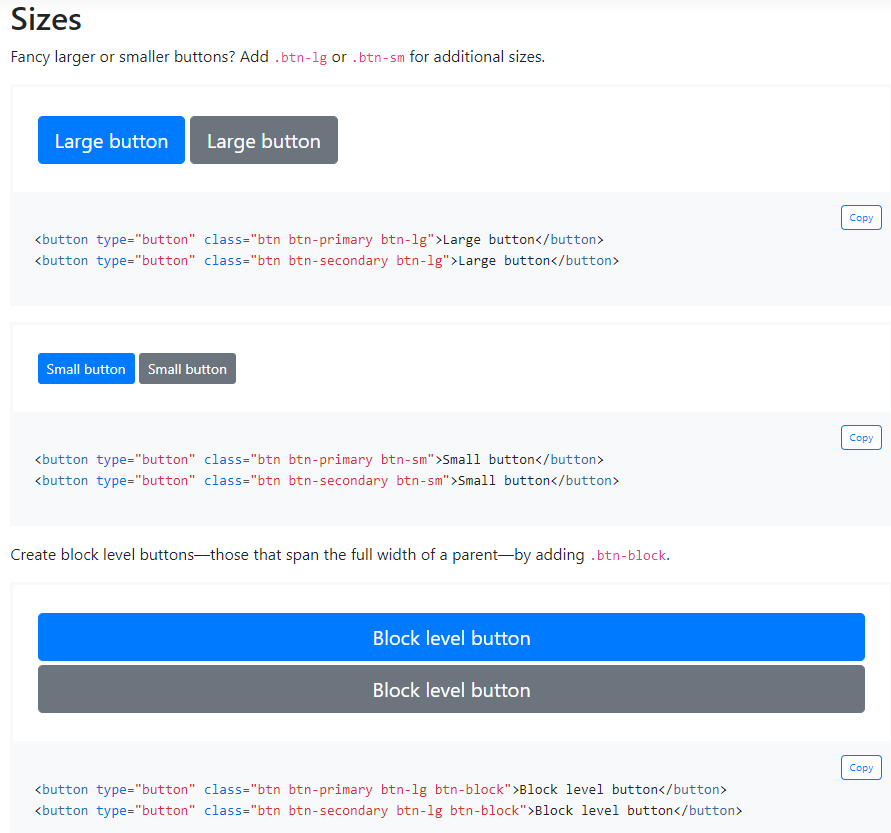 Sizes
Fancy larger or smaller buttons? Add .btn-lg or .btn-sm for additional sizes.
Large button Large button
Copy
<button type="button" class="btn btn-primary btn-lg">Large button</button>
<button type="button" class="btn btn-secondary btn-lg">Large button</button>
Small button Small button
Copy
<button type="button" class="btn btn-primary btn-sm">Small button</button>
<button type="button" class="btn btn-secondary btn-sm">Small button</button>
Create block level buttons—those that span the full width of a parent—by adding .btn-block.
Block level button
Block level button
Copy
<button type="button" class="btn btn-primary btn-lg btn-block">Block level button</button>
<button type="button" class="btn btn-secondary btn-lg btn-block">Block level button</button>